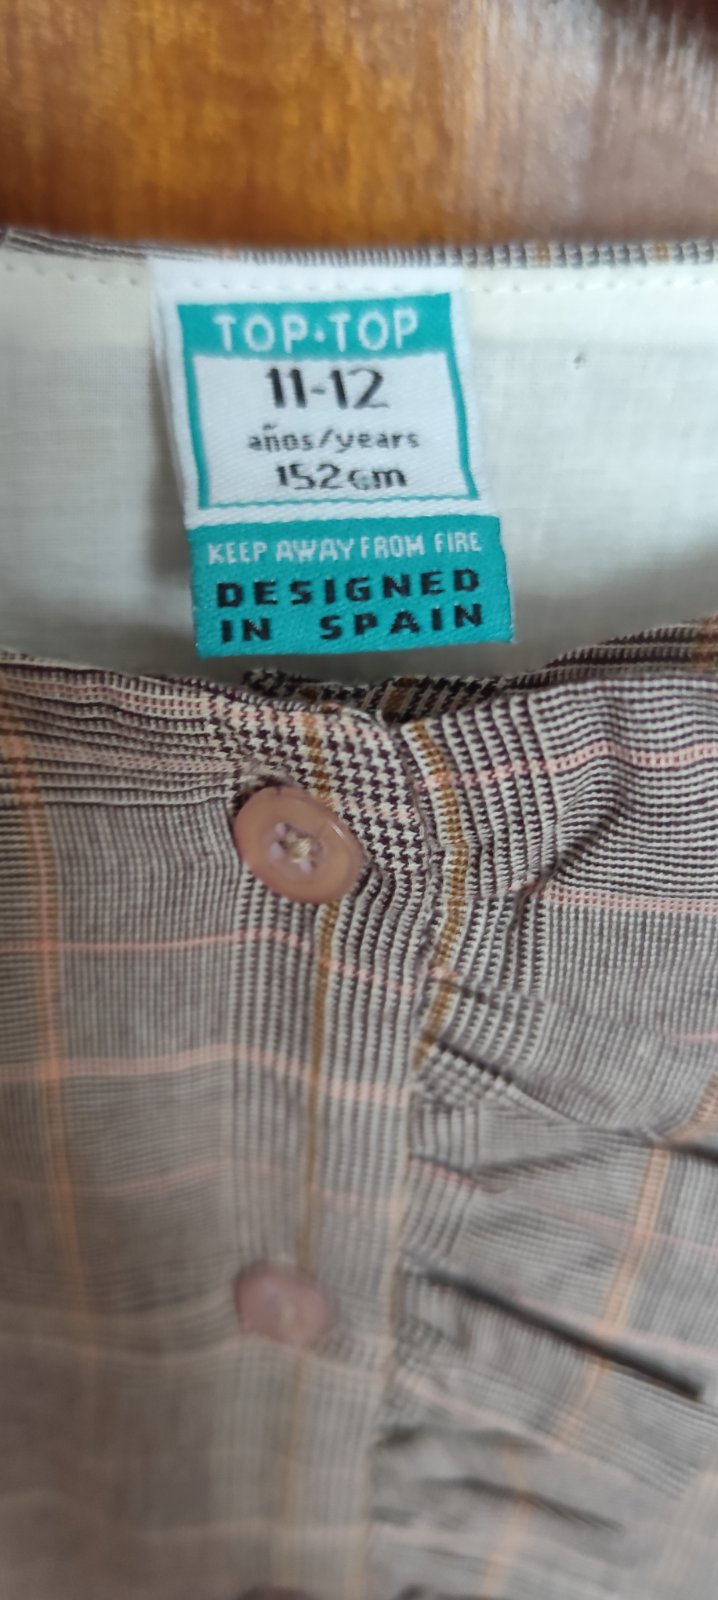 TOP•TOP
11-12
años/years
152cm
KEEP AWAY FROM FIRE
DESIGNED
IN SPAIN